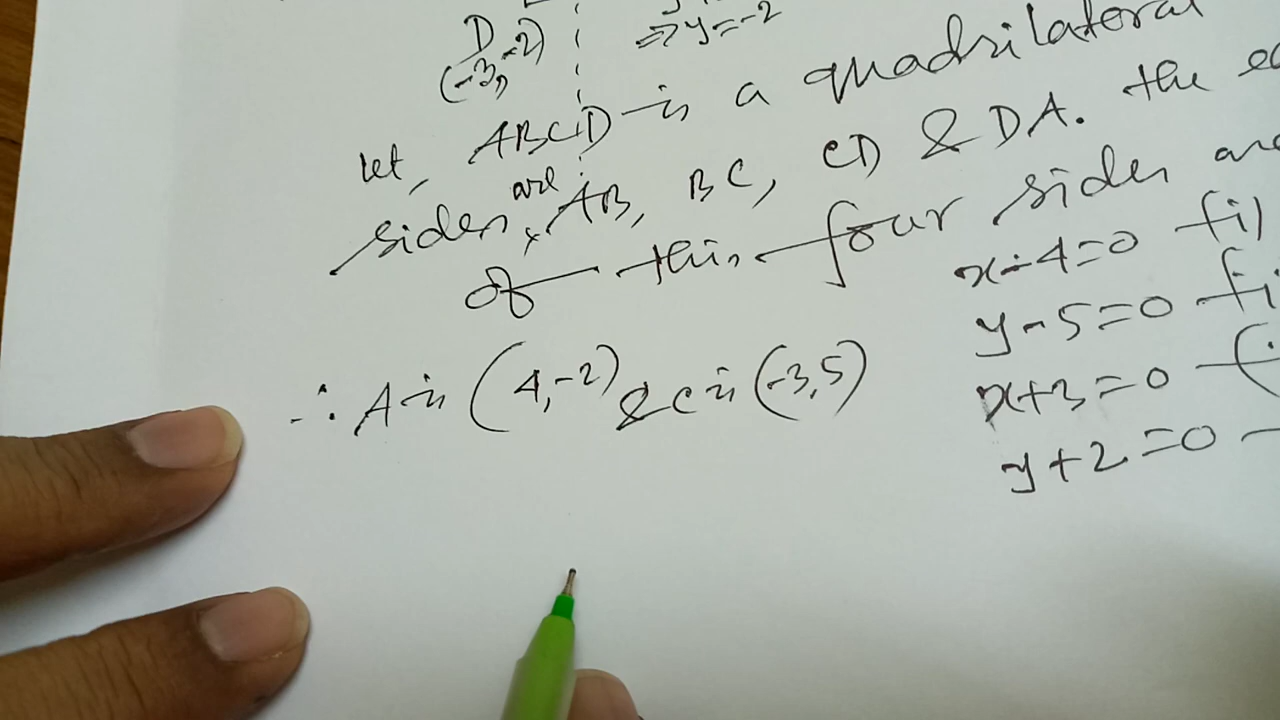 D
(-3, -2)
⇒ y = -2
let, ABCD is a quadrilateral
sides are AB, BC, CD & DA. the
of this four sides are
x - 4 = 0
y - 5 = 0
x + 3 = 0
y + 2 = 0
∴ A is (4, -2) & C is (-3, 5)